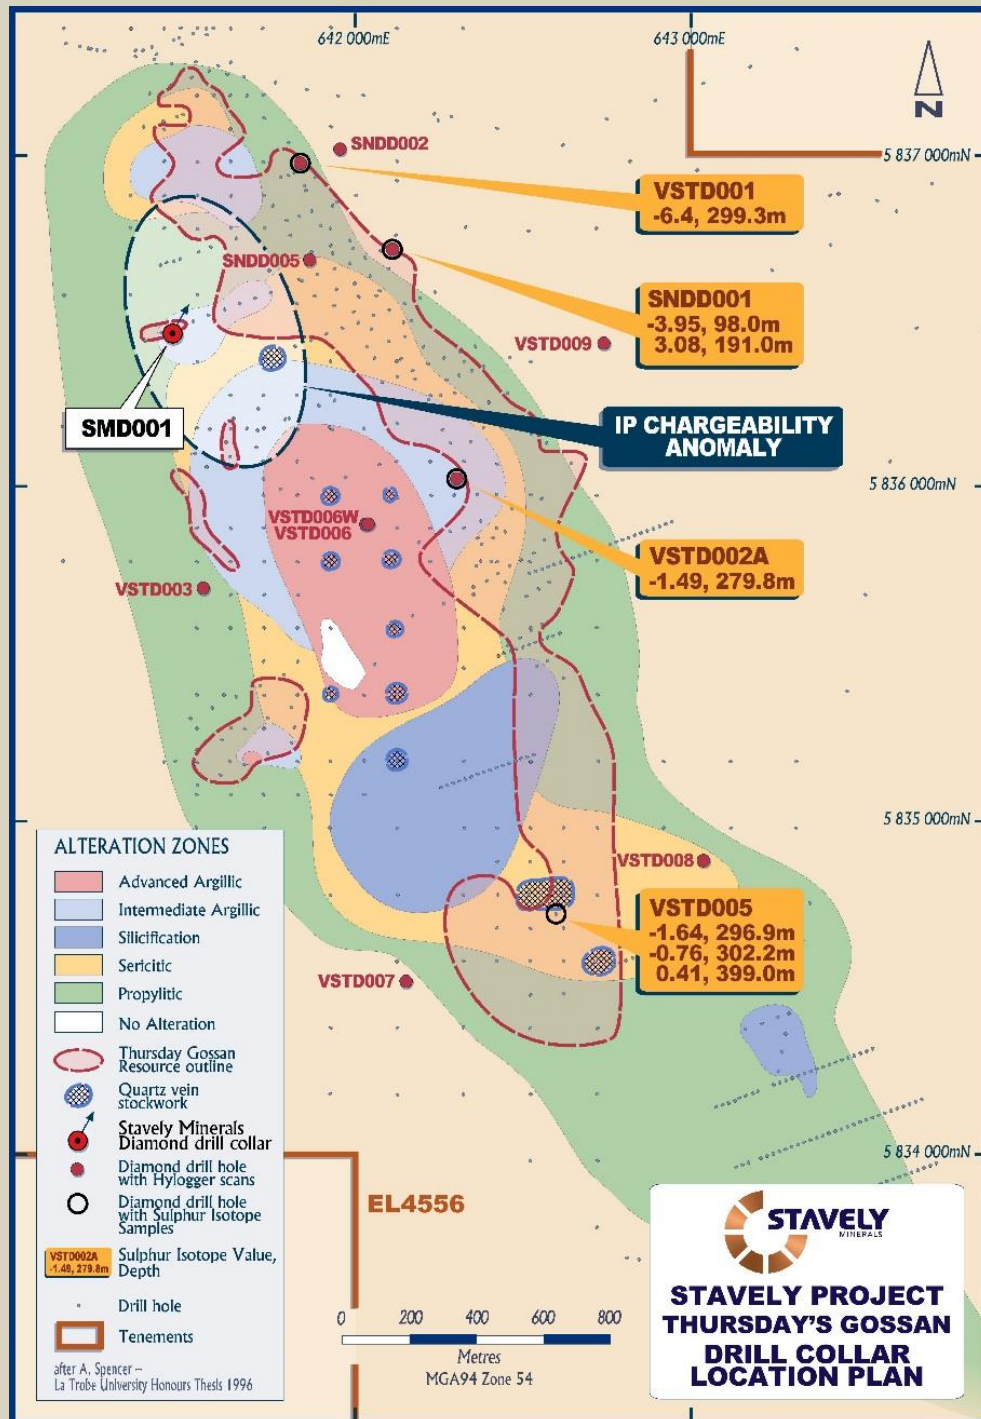 642 000mE
643 000mE
N
SNDD002
5 837 000mN
VSTD001
-6.4, 299.3m
SNDD005
SNDD001
-3.95, 98.0m
3.08, 191.0m
VSTD009
SMD001
IP CHARGEABILITY
ANOMALY
5 836 000mN
VSTD006W
VSTD006
VSTD002A
-1.49, 279.8m
VSTD003
5 835 000mN
VSTD008
VSTD005
-1.64, 296.9m
-0.76, 302.2m
0.41, 399.0m
VSTD007
ALTERATION ZONES
Advanced Argillic
Intermediate Argillic
Silicification
Sericitic
Propylitic
No Alteration
Thursday Gossan
Resource outline
Quartz vein
stockwork
Stavely Minerals
Diamond drill collar
Diamond drill hole
with Hylogger scans
Diamond drill hole
with Sulphur Isotope
Samples
VSTD002A
-1.49, 279.8m
Sulphur Isotope Value,
Depth
Drill hole
Tenements
after A, Spencer –
La Trobe University Honours Thesis 1996
5 834 000mN
EL4556
0 200 400 600 800
Metres
MGA94 Zone 54
STAVELY
MINERALS
STAVELY PROJECT
THURSDAY'S GOSSAN
DRILL COLLAR
LOCATION PLAN